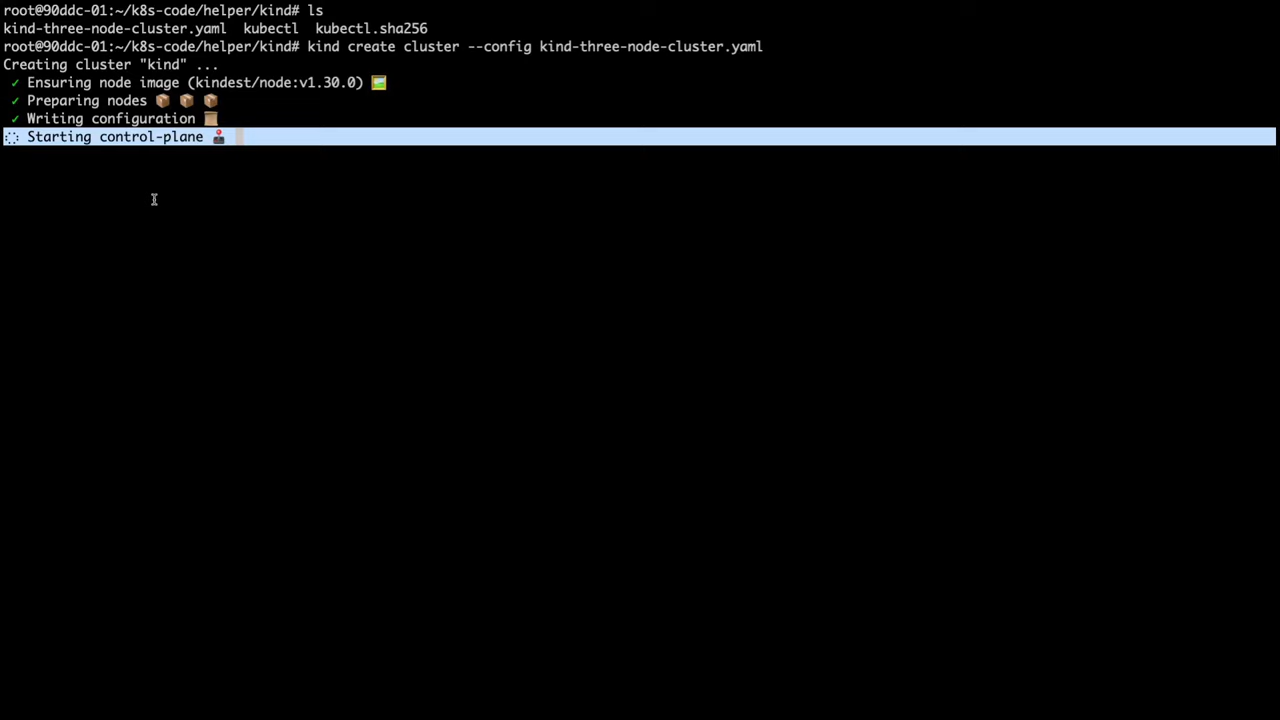 root@90ddc-01:~/k8s-code/helper/kind# ls
kind-three-node-cluster.yaml  kubectl  kubectl.sha256
root@90ddc-01:~/k8s-code/helper/kind# kind create cluster --config kind-three-node-cluster.yaml
Creating cluster "kind" ...
✓ Ensuring node image (kindest/node:v1.30.0) 🖼
✓ Preparing nodes 📦 📦 📦
✓ Writing configuration 📜
Starting control-plane 🕹